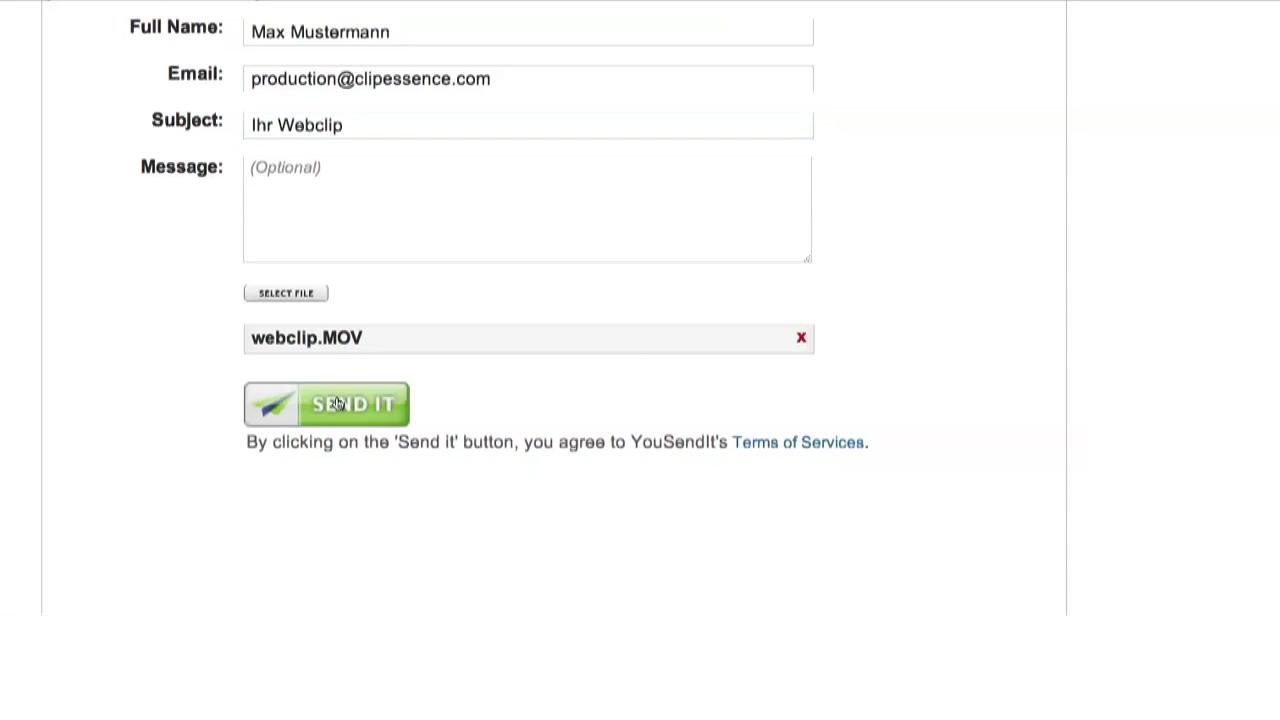 Full Name: Max Mustermann
Email: production@clipessence.com
Subject: Ihr Webclip
Message: (Optional)
SELECT FILE
webclip.MOV x
SEND IT
By clicking on the 'Send it' button, you agree to YouSendIt's Terms of Services.